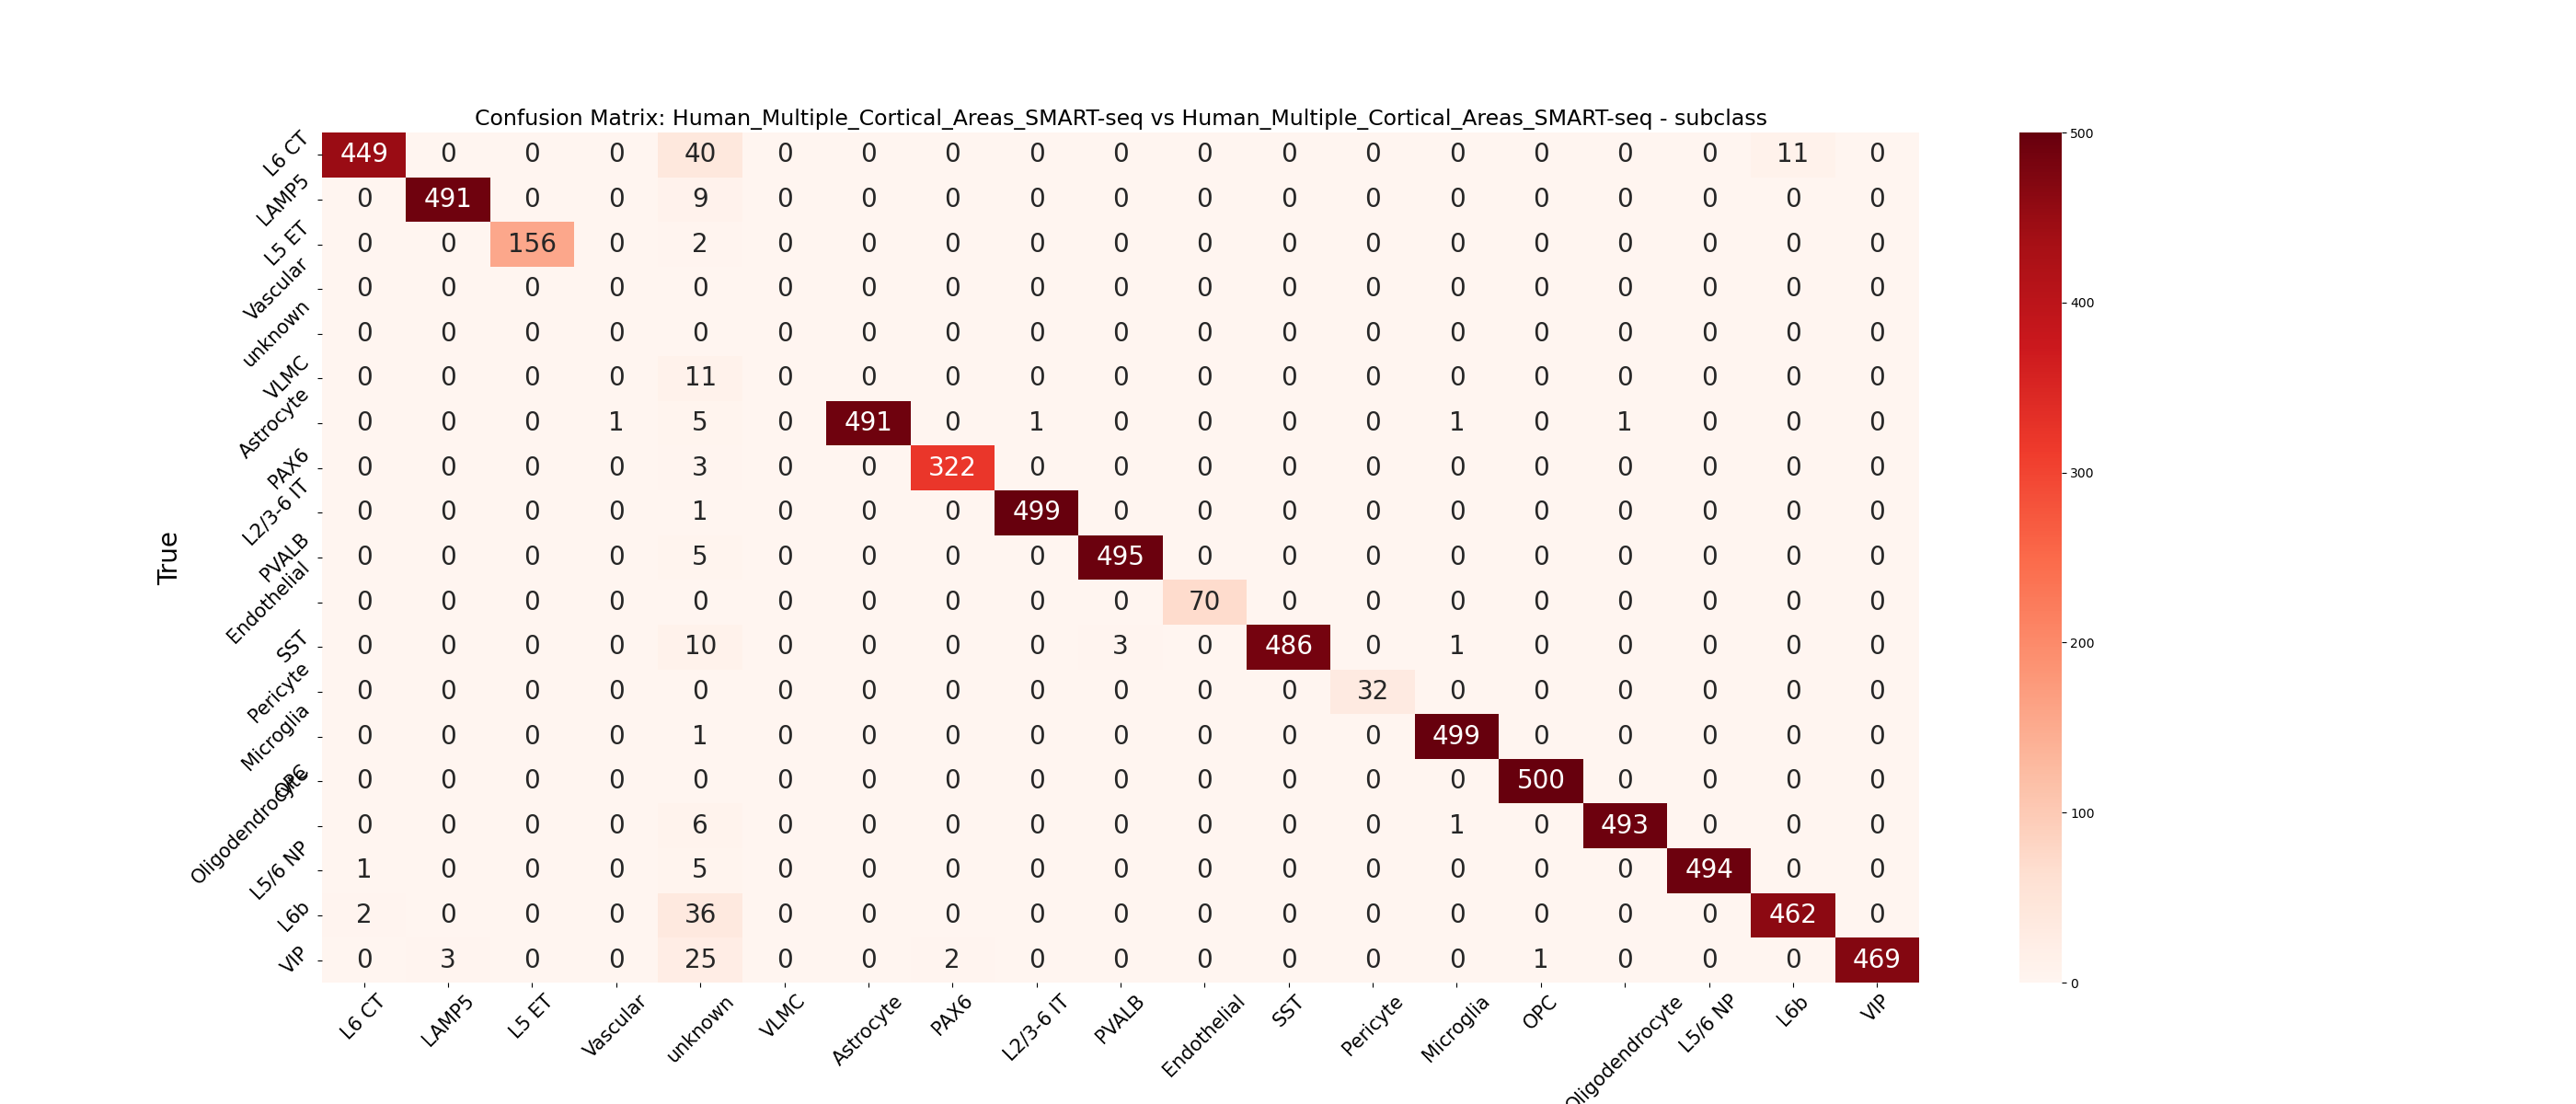 Confusion Matrix: Human_Multiple_Cortical_Areas_SMART-seq vs Human_Multiple_Cortical_Areas_SMART-seq - subclass
True
L6 CT 449 0 0 0 40 0 0 0 0 0 0 0 0 0 0 0 0 11 0
LAMP5 0 491 0 0 9 0 0 0 0 0 0 0 0 0 0 0 0 0 0
L5 ET 0 0 156 0 2 0 0 0 0 0 0 0 0 0 0 0 0 0 0
Vascular 0 0 0 0 0 0 0 0 0 0 0 0 0 0 0 0 0 0 0
unknown 0 0 0 0 0 0 0 0 0 0 0 0 0 0 0 0 0 0 0
VLMC 0 0 0 0 11 0 0 0 0 0 0 0 0 0 0 0 0 0 0
Astrocyte 0 0 0 1 5 0 491 0 1 0 0 0 0 1 0 1 0 0 0
PAX6 0 0 0 0 3 0 0 322 0 0 0 0 0 0 0 0 0 0 0
L2/3-6 IT 0 0 0 0 1 0 0 0 499 0 0 0 0 0 0 0 0 0 0
PVALB 0 0 0 0 5 0 0 0 0 495 0 0 0 0 0 0 0 0 0
Endothelial 0 0 0 0 0 0 0 0 0 0 70 0 0 0 0 0 0 0 0
SST 0 0 0 0 10 0 0 0 0 3 0 486 0 1 0 0 0 0 0
Pericyte 0 0 0 0 0 0 0 0 0 0 0 0 32 0 0 0 0 0 0
Microglia 0 0 0 0 1 0 0 0 0 0 0 0 0 499 0 0 0 0 0
OPC 0 0 0 0 0 0 0 0 0 0 0 0 0 0 500 0 0 0 0
Oligodendrocyte 0 0 0 0 6 0 0 0 0 0 0 0 0 1 0 493 0 0 0
L5/6 NP 1 0 0 0 5 0 0 0 0 0 0 0 0 0 0 0 494 0 0
L6b 2 0 0 0 36 0 0 0 0 0 0 0 0 0 0 0 0 462 0
VIP 0 3 0 0 25 0 0 2 0 0 0 0 0 0 1 0 0 0 469
L6 CT LAMP5 L5 ET Vascular unknown VLMC Astrocyte PAX6 L2/3-6 IT PVALB Endothelial SST Pericyte Microglia OPC Oligodendrocyte L5/6 NP L6b VIP
500
400
300
200
100
0